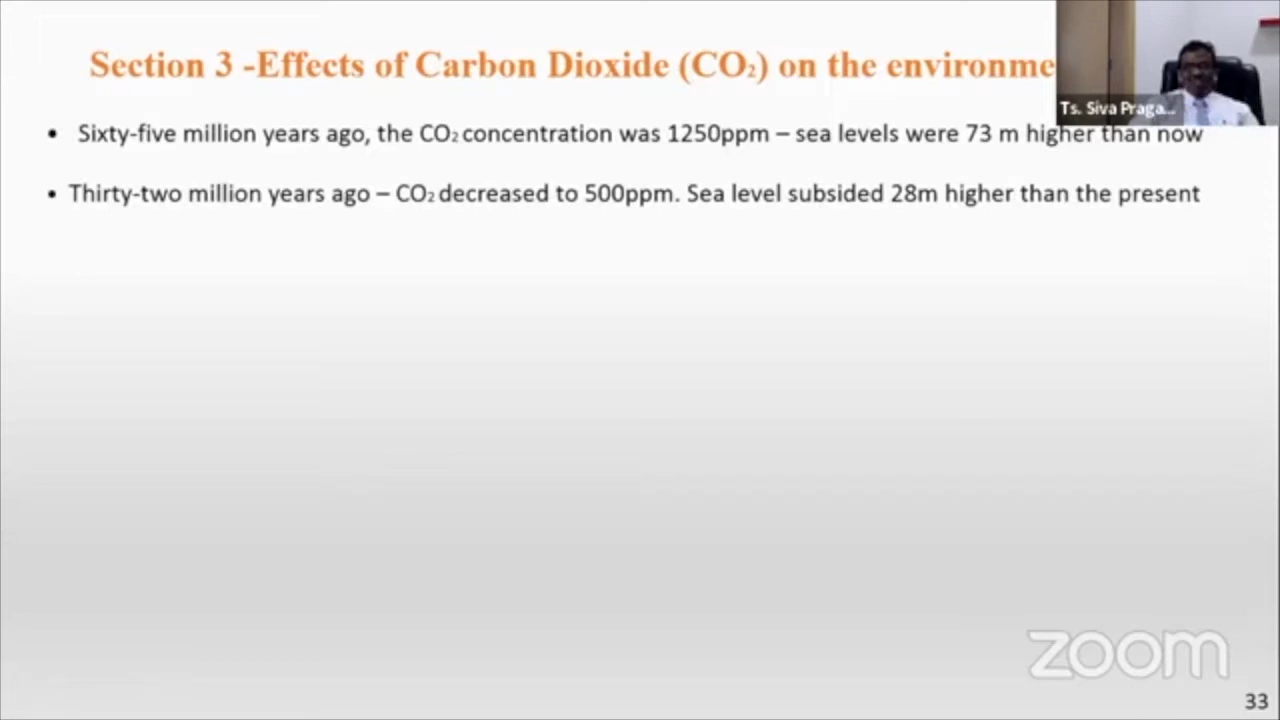 Section 3 -Effects of Carbon Dioxide (CO₂) on the environme
Ts. Siva Praga...
• Sixty-five million years ago, the CO₂ concentration was 1250ppm – sea levels were 73 m higher than now
• Thirty-two million years ago – CO₂ decreased to 500ppm. Sea level subsided 28m higher than the present
zoom
33